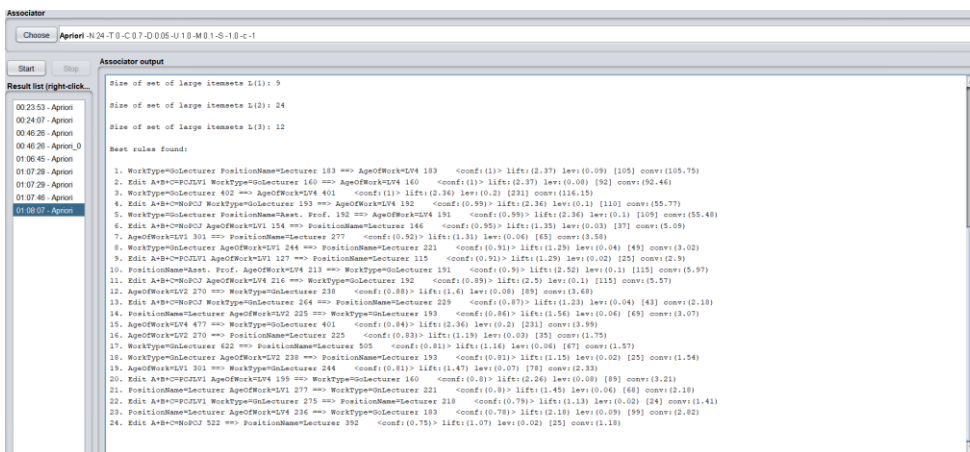 Associator
Choose Apriori -N 24 -T 0 -C 0.7 -D 0.05 -U 1.0 -M 0.1 -S -1.0 -c -1
Start Stop
Result list (right-click...
00:23:53 - Apriori
00:24:07 - Apriori
00:46:26 - Apriori
00:46:26 - Apriori_0
01:06:45 - Apriori
01:07:28 - Apriori
01:07:29 - Apriori
01:07:46 - Apriori
01:08:07 - Apriori
Associator output
Size of set of large itemsets L(1): 9
Size of set of large itemsets L(2): 24
Size of set of large itemsets L(3): 12
Best rules found:
1. WorkType=GoLecturer PositionName=Lecturer 183 ==> AgeOfWork=LV4 183 <conf:(1)> lift:(2.37) lev:(0.09) [105] conv:(105.75)
2. Edit A+B+C=PCJLV1 WorkType=GoLecturer 160 ==> AgeOfWork=LV4 160 <conf:(1)> lift:(2.37) lev:(0.08) [92] conv:(92.46)
3. WorkType=GoLecturer 402 ==> AgeOfWork=LV4 401 <conf:(1)> lift:(2.36) lev:(0.2) [231] conv:(116.15)
4. Edit A+B+C=NoPCJ WorkType=GoLecturer 193 ==> AgeOfWork=LV4 192 <conf:(0.99)> lift:(2.36) lev:(0.1) [110] conv:(55.77)
5. WorkType=GoLecturer PositionName=Asst. Prof. 192 ==> AgeOfWork=LV4 191 <conf:(0.99)> lift:(2.36) lev:(0.1) [109] conv:(55.48)
6. Edit A+B+C=NoPCJ AgeOfWork=LV1 154 ==> PositionName=Lecturer 146 <conf:(0.95)> lift:(1.35) lev:(0.03) [37] conv:(5.09)
7. AgeOfWork=LV1 301 ==> PositionName=Lecturer 277 <conf:(0.92)> lift:(1.31) lev:(0.06) [65] conv:(3.58)
8. WorkType=GnLecturer AgeOfWork=LV1 244 ==> PositionName=Lecturer 221 <conf:(0.91)> lift:(1.29) lev:(0.04) [49] conv:(3.02)
9. Edit A+B+C=PCJLV1 AgeOfWork=LV1 127 ==> PositionName=Lecturer 115 <conf:(0.91)> lift:(1.29) lev:(0.02) [25] conv:(2.9)
10. PositionName=Asst. Prof. AgeOfWork=LV4 213 ==> WorkType=GoLecturer 191 <conf:(0.9)> lift:(2.52) lev:(0.1) [115] conv:(5.97)
11. Edit A+B+C=NoPCJ AgeOfWork=LV4 216 ==> WorkType=GoLecturer 192 <conf:(0.89)> lift:(2.5) lev:(0.1) [115] conv:(5.57)
12. AgeOfWork=LV2 270 ==> WorkType=GnLecturer 238 <conf:(0.88)> lift:(1.6) lev:(0.08) [89] conv:(3.68)
13. Edit A+B+C=NoPCJ WorkType=GnLecturer 264 ==> PositionName=Lecturer 229 <conf:(0.87)> lift:(1.23) lev:(0.04) [43] conv:(2.18)
14. PositionName=Lecturer AgeOfWork=LV2 225 ==> WorkType=GnLecturer 193 <conf:(0.86)> lift:(1.56) lev:(0.06) [69] conv:(3.07)
15. AgeOfWork=LV4 477 ==> WorkType=GoLecturer 401 <conf:(0.84)> lift:(2.36) lev:(0.2) [231] conv:(3.99)
16. AgeOfWork=LV2 270 ==> PositionName=Lecturer 225 <conf:(0.83)> lift:(1.19) lev:(0.03) [35] conv:(1.75)
17. WorkType=GnLecturer 622 ==> PositionName=Lecturer 505 <conf:(0.81)> lift:(1.16) lev:(0.06) [67] conv:(1.57)
18. WorkType=GnLecturer AgeOfWork=LV2 238 ==> PositionName=Lecturer 193 <conf:(0.81)> lift:(1.15) lev:(0.02) [25] conv:(1.54)
19. AgeOfWork=LV1 301 ==> WorkType=GnLecturer 244 <conf:(0.81)> lift:(1.47) lev:(0.07) [78] conv:(2.33)
20. Edit A+B+C=PCJLV1 AgeOfWork=LV4 199 ==> WorkType=GoLecturer 160 <conf:(0.8)> lift:(2.26) lev:(0.08) [89] conv:(3.21)
21. PositionName=Lecturer AgeOfWork=LV1 277 ==> WorkType=GnLecturer 221 <conf:(0.8)> lift:(1.45) lev:(0.06) [68] conv:(2.18)
22. Edit A+B+C=PCJLV1 WorkType=GnLecturer 275 ==> PositionName=Lecturer 218 <conf:(0.79)> lift:(1.13) lev:(0.02) [24] conv:(1.41)
23. PositionName=Lecturer AgeOfWork=LV4 236 ==> WorkType=GoLecturer 183 <conf:(0.78)> lift:(2.18) lev:(0.09) [99] conv:(2.82)
24. Edit A+B+C=NoPCJ 522 ==> PositionName=Lecturer 392 <conf:(0.75)> lift:(1.07) lev:(0.02) [25] conv:(1.18)